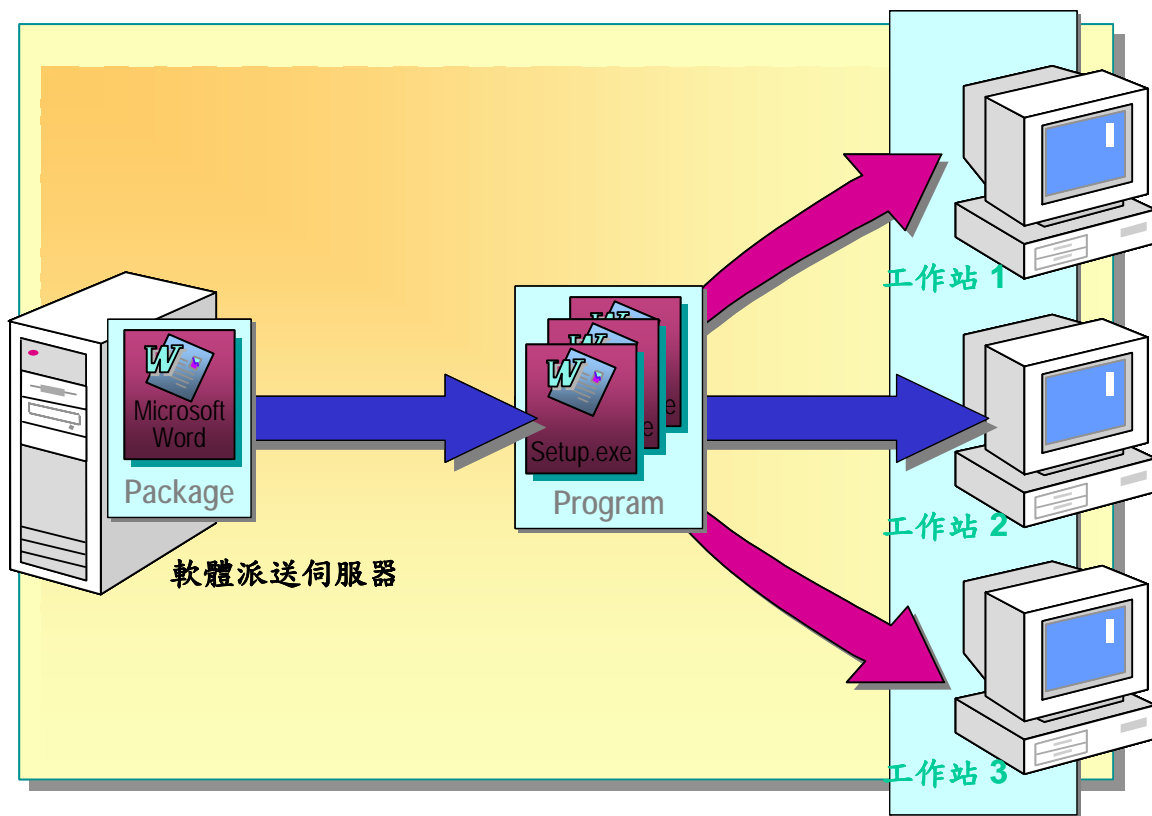 Microsoft
Word
Package
軟體派送伺服器
e
e
Setup.exe
Program
工作站 1
工作站 2
工作站 3